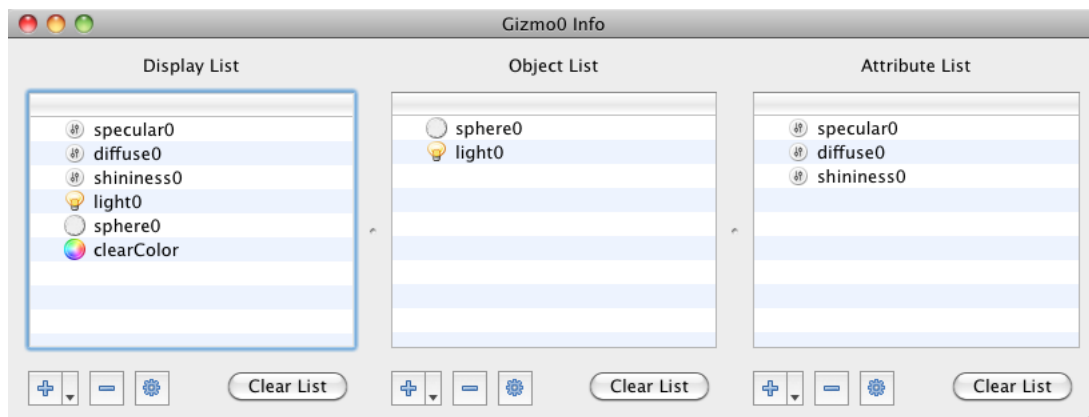 Gizmo0 Info
Display List
specular0
diffuse0
shininess0
light0
sphere0
clearColor
Clear List
Object List
sphere0
light0
Clear List
Attribute List
specular0
diffuse0
shininess0
Clear List